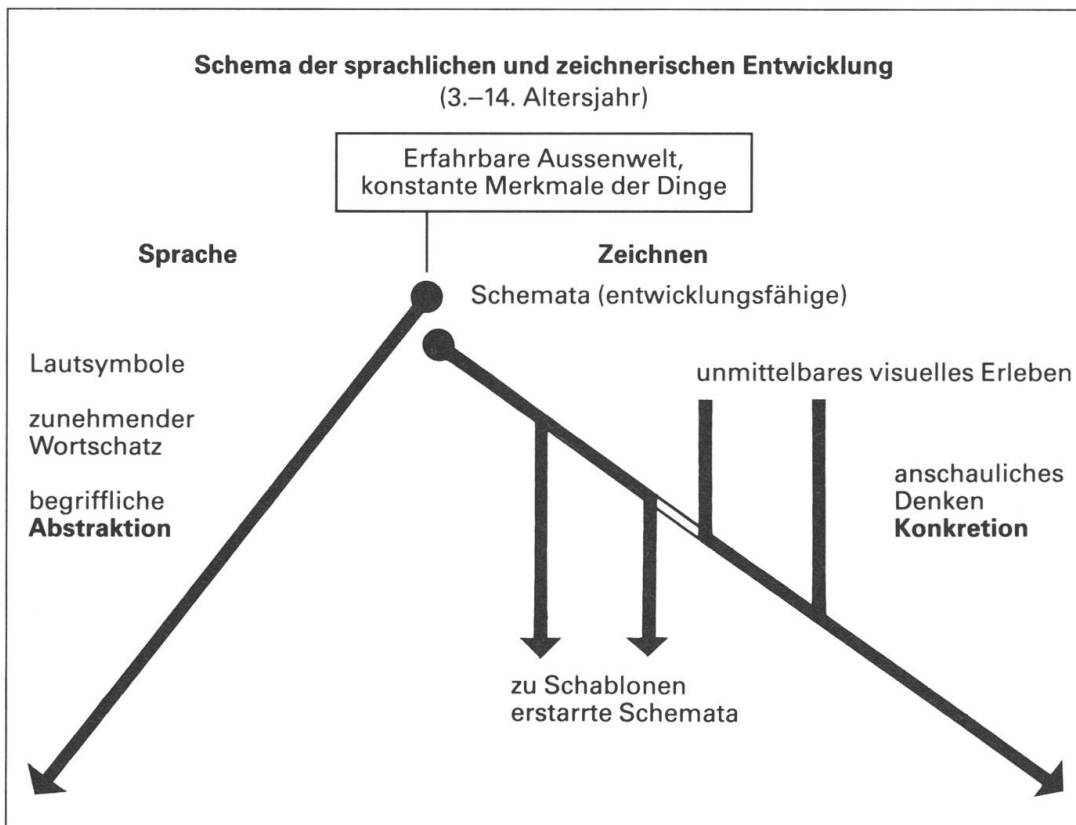 Schema der sprachlichen und zeichnerischen Entwicklung
(3.–14. Altersjahr)
Erfahrbare Aussenwelt,
konstante Merkmale der Dinge
Sprache
Zeichnen
Schemata (entwicklungsfähige)
Lautsymbole
zunehmender
Wortschatz
begriffliche
Abstraktion
unmittelbares visuelles Erleben
anschauliches
Denken
Konkretion
zu Schablonen
erstarrte Schemata